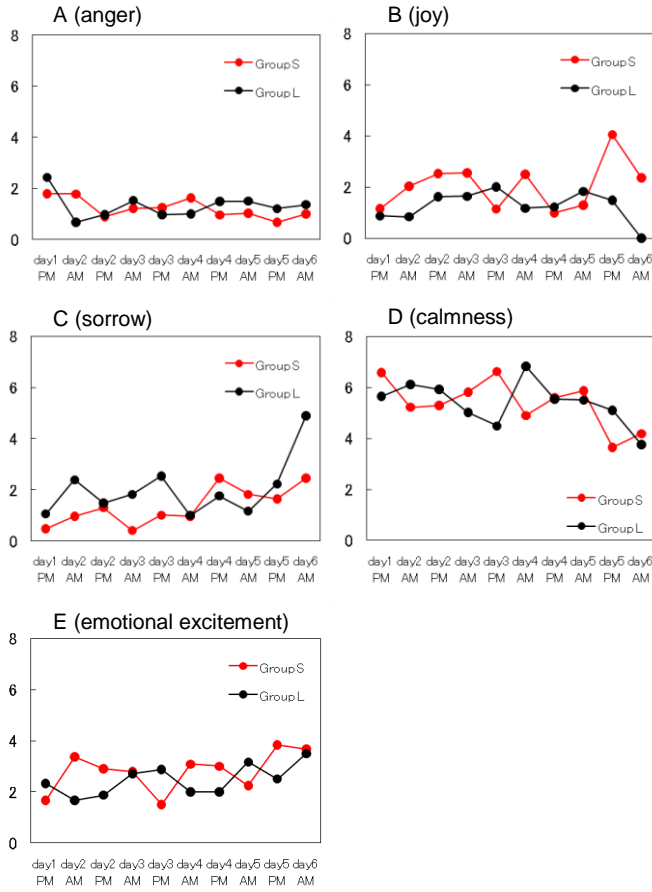 A (anger)
8
6
4
2
0
Group S
Group L
day1 day2 day2 day3 day3 day4 day4 day5 day5 day6
PM AM PM AM PM AM PM AM PM AM
B (joy)
8
6
4
2
0
Group S
Group L
day1 day2 day2 day3 day3 day4 day4 day5 day5 day6
PM AM PM AM PM AM PM AM PM AM
C (sorrow)
8
6
4
2
0
Group S
Group L
day1 day2 day2 day3 day3 day4 day4 day5 day5 day6
PM AM PM AM PM AM PM AM PM AM
D (calmness)
8
6
4
2
0
Group S
Group L
day1 day2 day2 day3 day3 day4 day4 day5 day5 day6
PM AM PM AM PM AM PM AM PM AM
E (emotional excitement)
8
6
4
2
0
Group S
Group L
day1 day2 day2 day3 day3 day4 day4 day5 day5 day6
PM AM PM AM PM AM PM AM PM AM